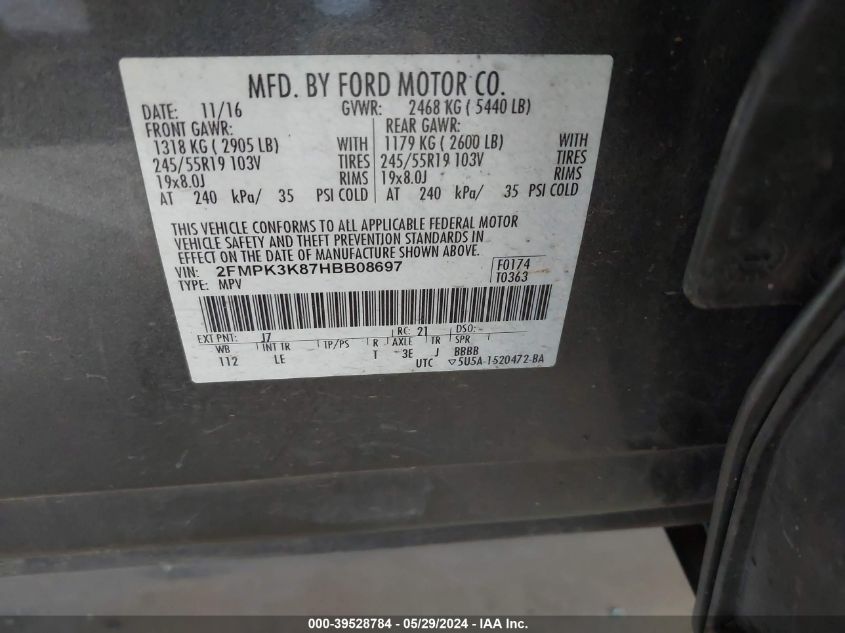 MFD. BY FORD MOTOR CO.
DATE: 11/16 GVWR: 2468 KG ( 5440 LB)
FRONT GAWR: REAR GAWR:
1318 KG ( 2905 LB) WITH 1179 KG ( 2600 LB) WITH
245/55R19 103V TIRES 245/55R19 103V TIRES
19x8.0J RIMS 19x8.0J RIMS
AT 240 kPa/ 35 PSI COLD AT 240 kPa/ 35 PSI COLD
THIS VEHICLE CONFORMS TO ALL APPLICABLE FEDERAL MOTOR
VEHICLE SAFETY AND THEFT PREVENTION STANDARDS IN
EFFECT ON THE DATE OF MANUFACTURE SHOWN ABOVE.
VIN: 2FMPK3K87HBB08697 F0174
TYPE: MPV T0363
EXT PNT: J7 RC: 21 DSO: -
WB INT TR TP/PS R AXLE TR SPR
112 LE T 3E J BBBB
UTC ▽5U5A-1520472-BA
000-39528784 - 05/29/2024 - IAA Inc.